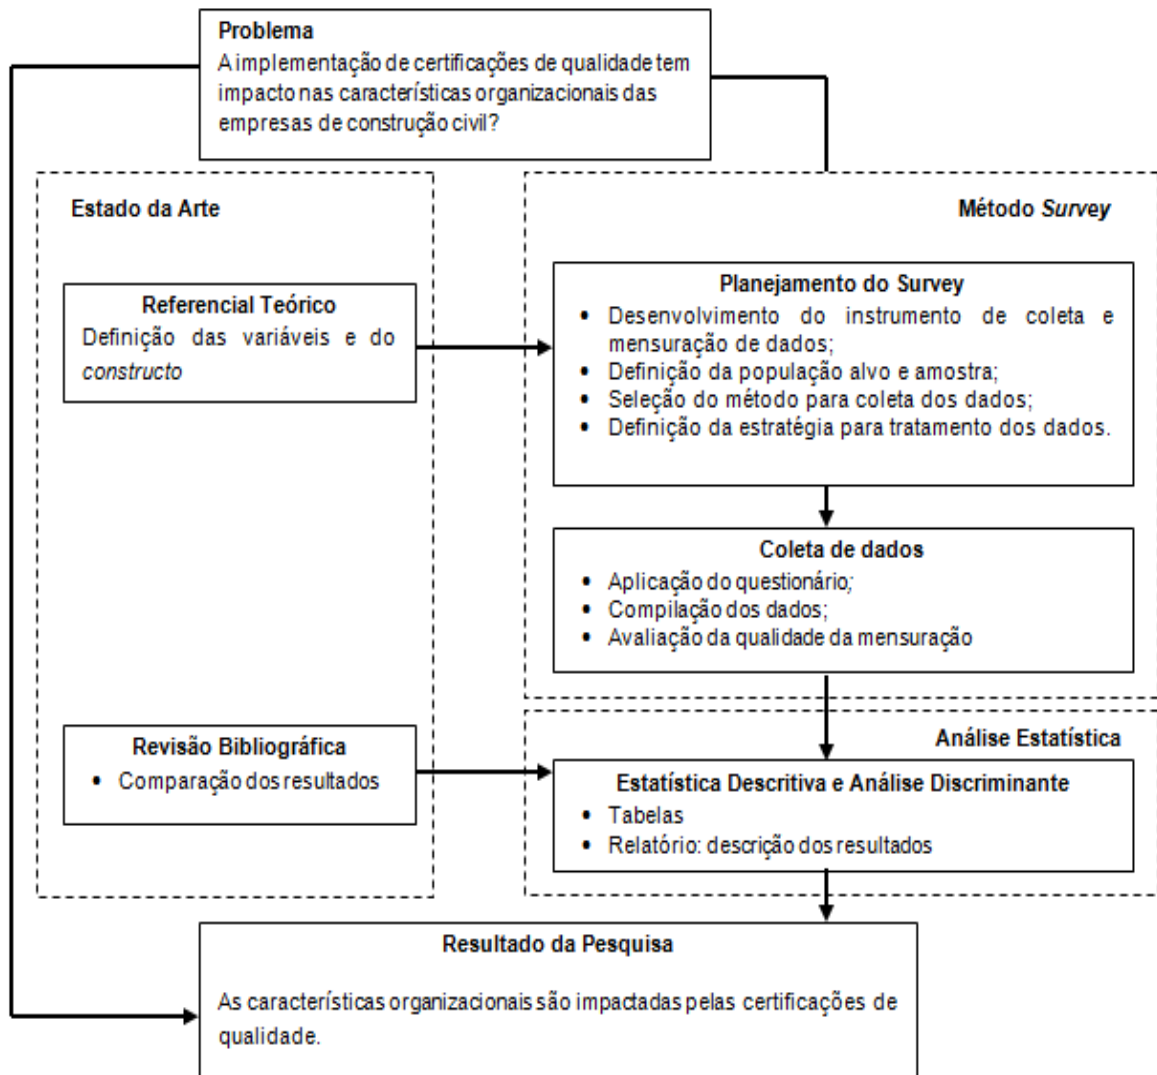 Problema
A implementação de certificações de qualidade tem
impacto nas características organizacionais das
empresas de construção civil?
Estado da Arte
Método Survey
Referencial Teórico
Definição das variáveis e do
constructo
Planejamento do Survey
• Desenvolvimento do instrumento de coleta e
mensuração de dados;
• Definição da população alvo e amostra;
• Seleção do método para coleta dos dados;
• Definição da estratégia para tratamento dos dados.
Coleta de dados
• Aplicação do questionário;
• Compilação dos dados;
• Avaliação da qualidade da mensuração
Revisão Bibliográfica
• Comparação dos resultados
Análise Estatística
Estatística Descritiva e Análise Discriminante
• Tabelas
• Relatório: descrição dos resultados
Resultado da Pesquisa
As características organizacionais são impactadas pelas certificações de
qualidade.